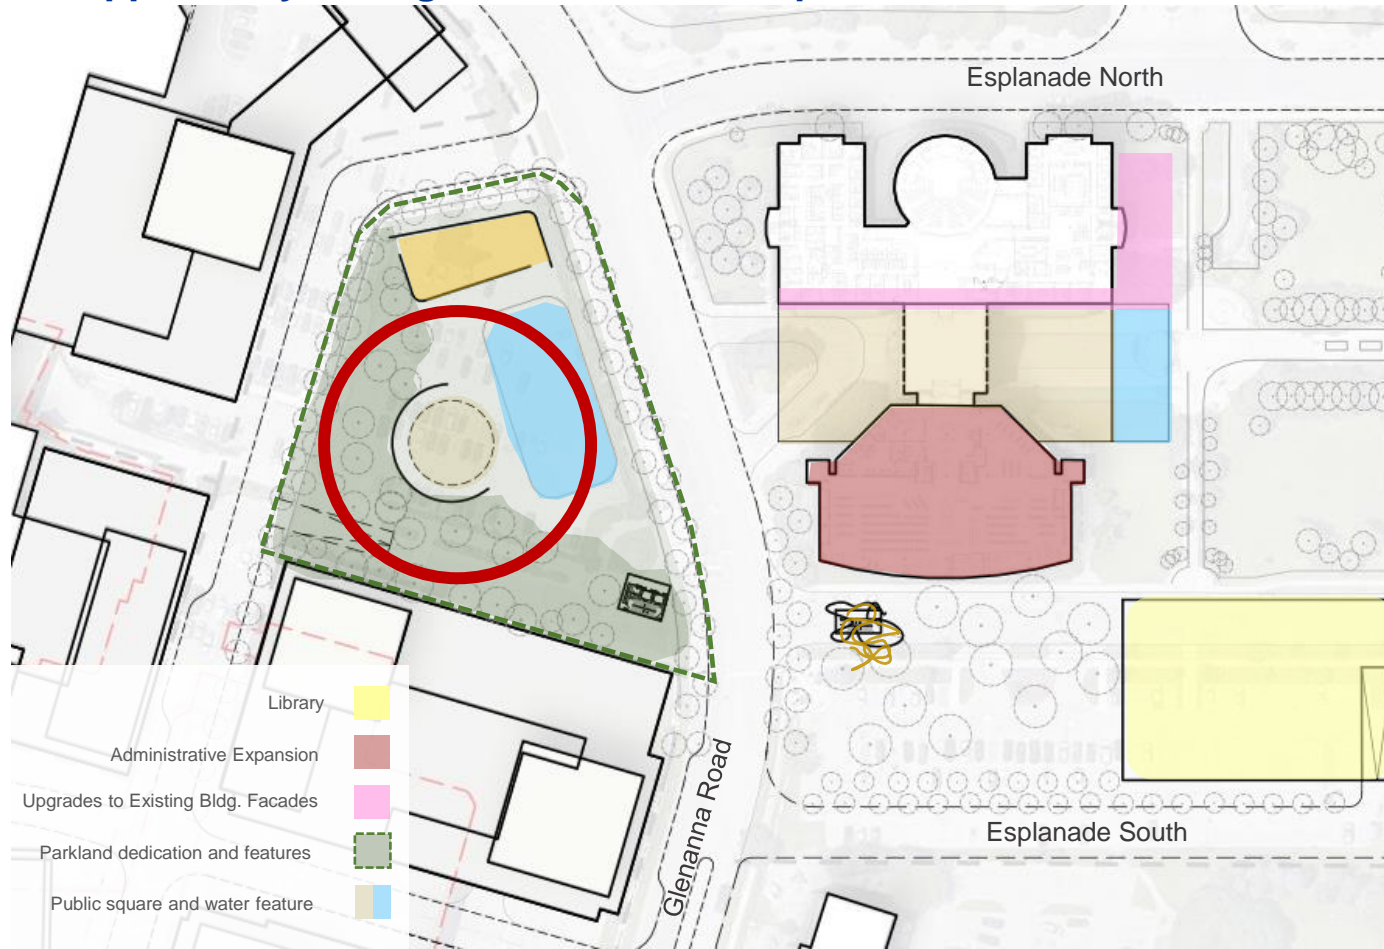 Esplanade North
Library
Administrative Expansion
Upgrades to Existing Bldg. Facades
Parkland dedication and features
Public square and water feature
Glenanna Road
Esplanade South